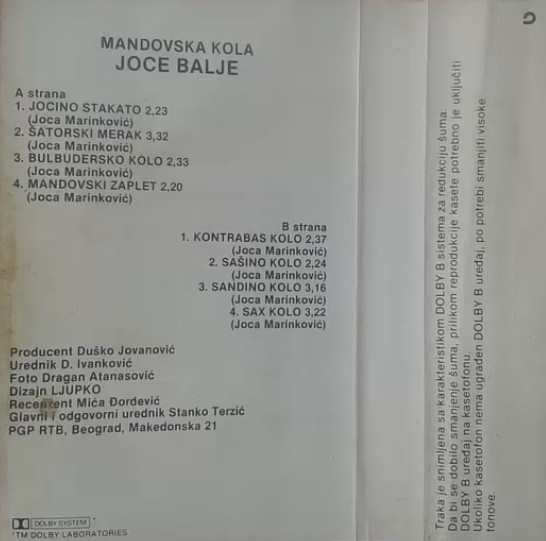 MANDOVSKA KOLA
JOCE BALJE
A strana
1. JOCINO STAKATO 2,23
(Joca Marinković)
2. ŠATORSKI MERAK 3,32
(Joca Marinković)
3. BULBUDERSKO KOLO 2,33
(Joca Marinković)
4. MANDOVSKI ZAPLET 2,20
(Joca Marinković)
B strana
1. KONTRABAS KOLO 2,37
(Joca Marinković)
2. SAŠINO KOLO 2,24
(Joca Marinković)
3. SANDINO KOLO 3,16
(Joca Marinković)
4. SAX KOLO 3,22
(Joca Marinković)
Producent Duško Jovanović
Urednik D. Ivanković
Foto Dragan Atanasović
Dizajn LJUPKO
Recenzent Mića Đorđević
Glavni i odgovorni urednik Stanko Terzić
PGP RTB, Beograd, Makedonska 21
DOLBY SYSTEM *
*TM DOLBY LABORATORIES
Traka je snimljena sa karakteristikom DOLBY B sistema za redukciju šuma.
Da bi se dobilo smanjenje šuma, prilikom reprodukcije kasete potrebno je uključiti
DOLBY B uređaj na kasetofonu.
Ukoliko kasetofon nema ugrađen DOLBY B uređaj, po potrebi smanjiti visoke
tonove.